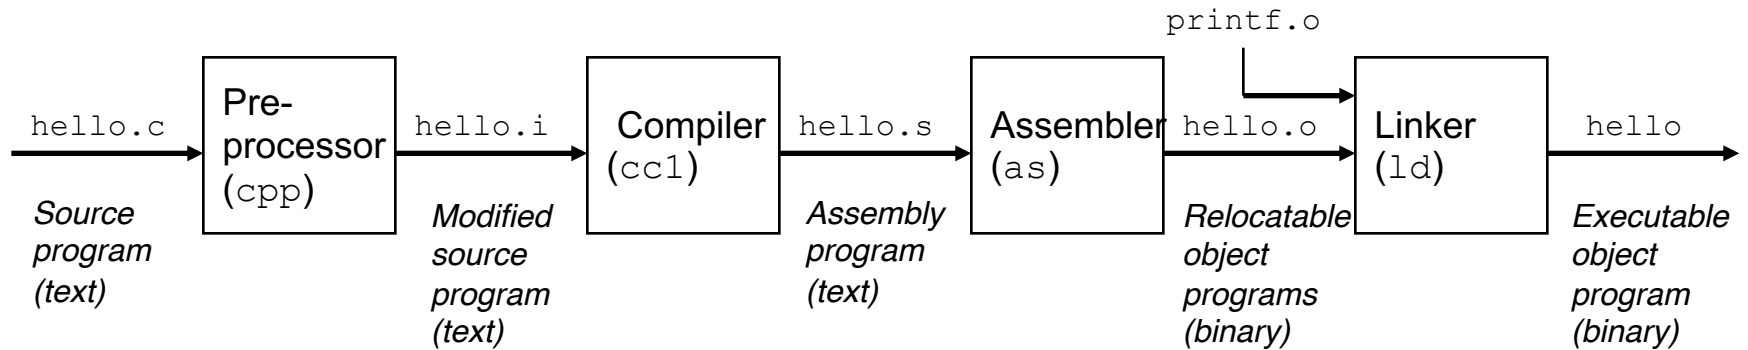 printf.o
hello.c
Pre-
processor
(cpp)
hello.i
Compiler
(cc1)
hello.s
Assembler
(as)
hello.o
Linker
(ld)
hello
Source
program
(text)
Modified
source
program
(text)
Assembly
program
(text)
Relocatable
object
programs
(binary)
Executable
object
program
(binary)